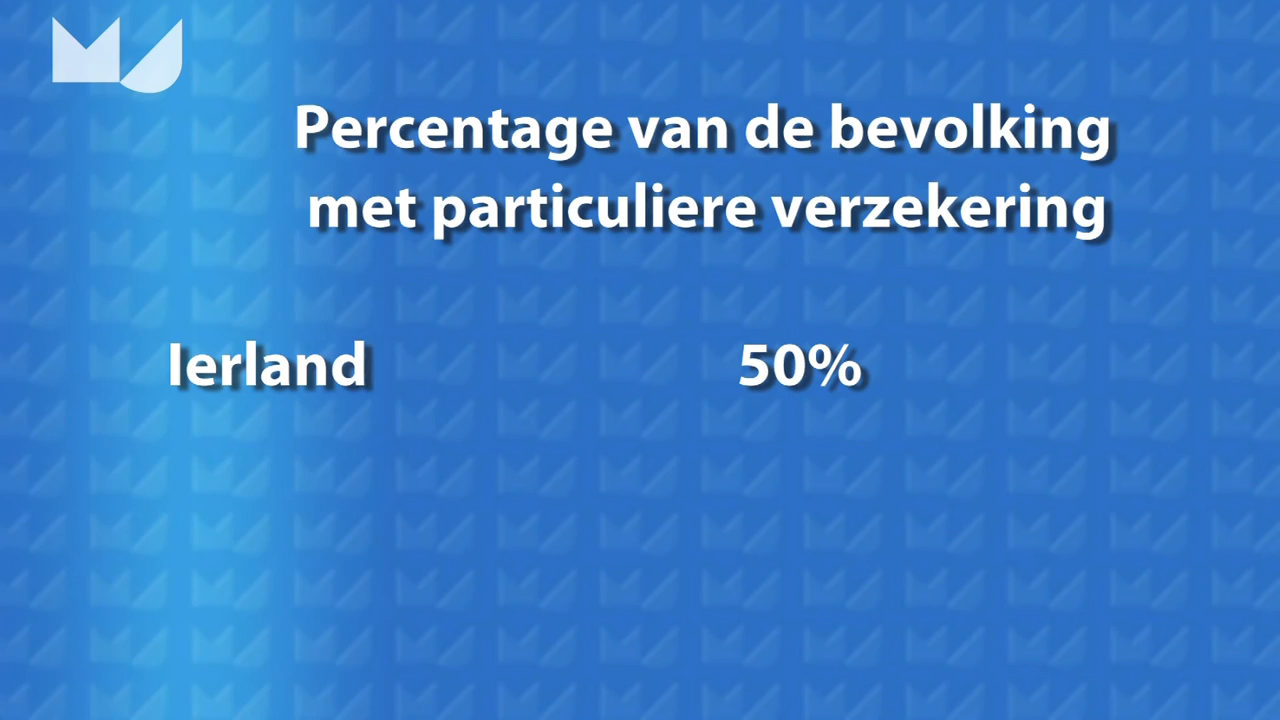 Percentage van de bevolking
met particuliere verzekering
Ierland 50%